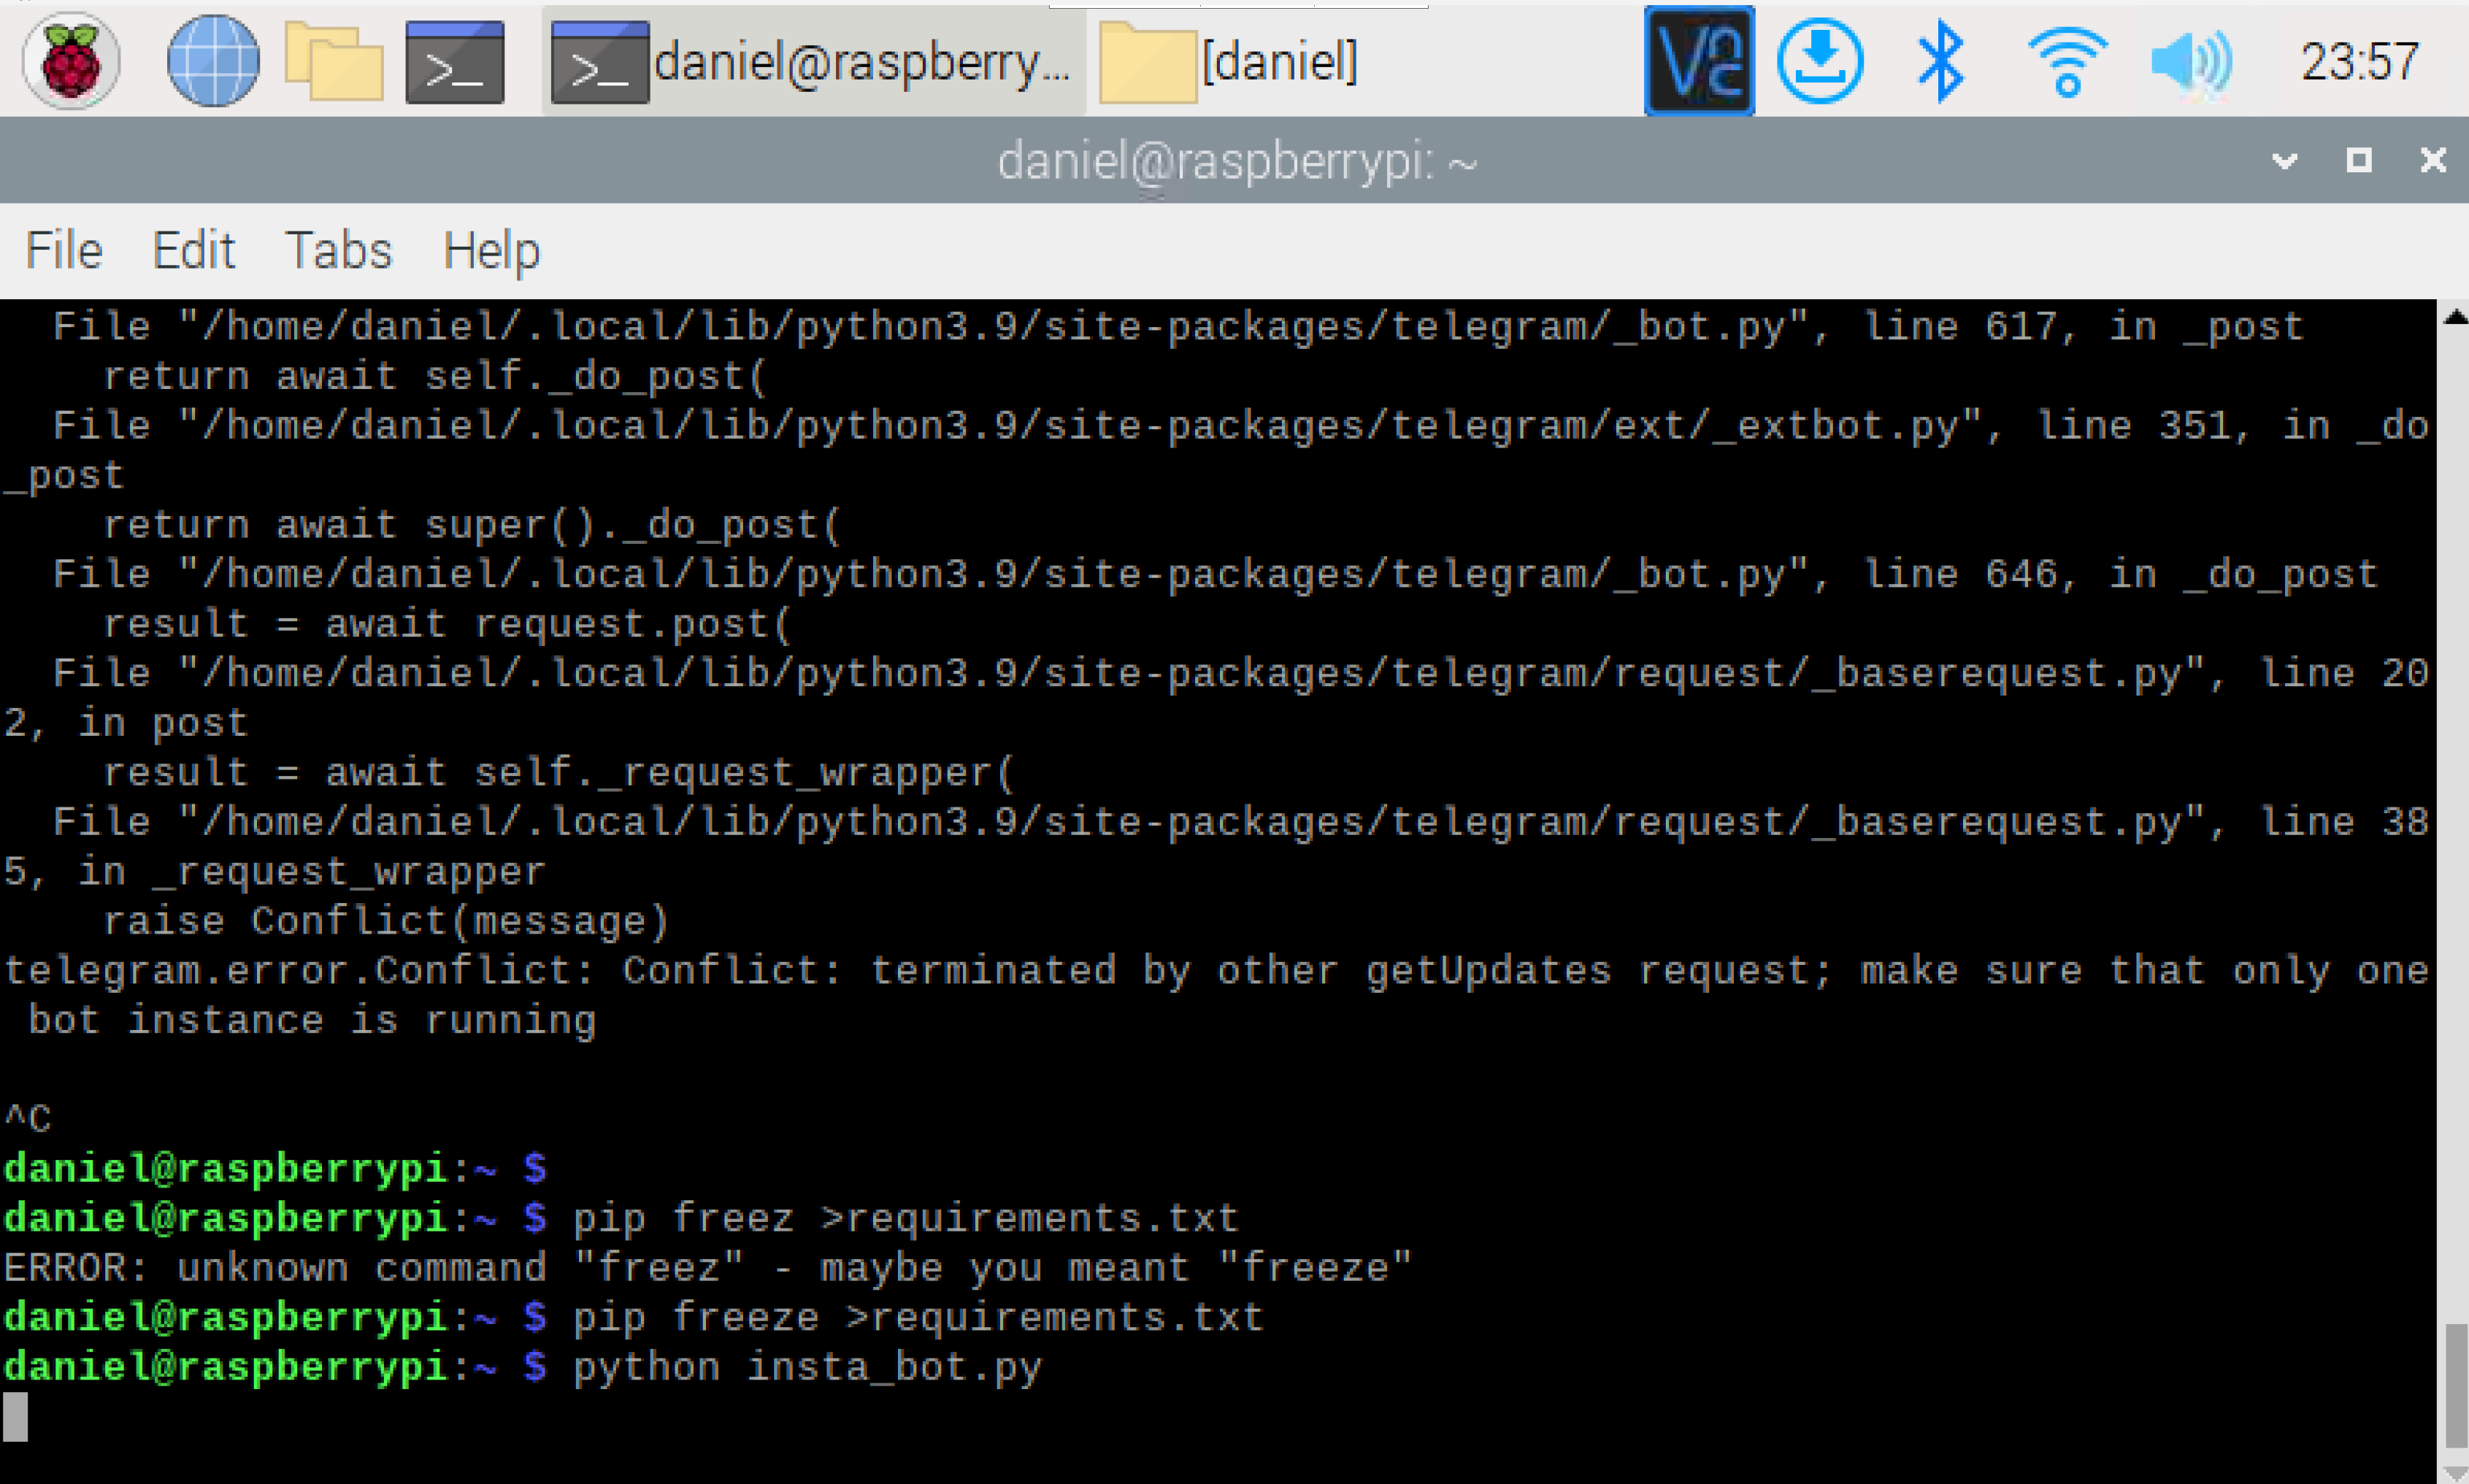 daniel@raspberry...
[daniel]
VNC
23:57
daniel@raspberrypi: ~
File Edit Tabs Help
  File "/home/daniel/.local/lib/python3.9/site-packages/telegram/_bot.py", line 617, in _post
    return await self._do_post(
  File "/home/daniel/.local/lib/python3.9/site-packages/telegram/ext/_extbot.py", line 351, in _do
_post
    return await super()._do_post(
  File "/home/daniel/.local/lib/python3.9/site-packages/telegram/_bot.py", line 646, in _do_post
    result = await request.post(
  File "/home/daniel/.local/lib/python3.9/site-packages/telegram/request/_baserequest.py", line 20
2, in post
    result = await self._request_wrapper(
  File "/home/daniel/.local/lib/python3.9/site-packages/telegram/request/_baserequest.py", line 38
5, in _request_wrapper
    raise Conflict(message)
telegram.error.Conflict: Conflict: terminated by other getUpdates request; make sure that only one
 bot instance is running
^C
daniel@raspberrypi:~ $
daniel@raspberrypi:~ $ pip freez >requirements.txt
ERROR: unknown command "freez" - maybe you meant "freeze"
daniel@raspberrypi:~ $ pip freeze >requirements.txt
daniel@raspberrypi:~ $ python insta_bot.py